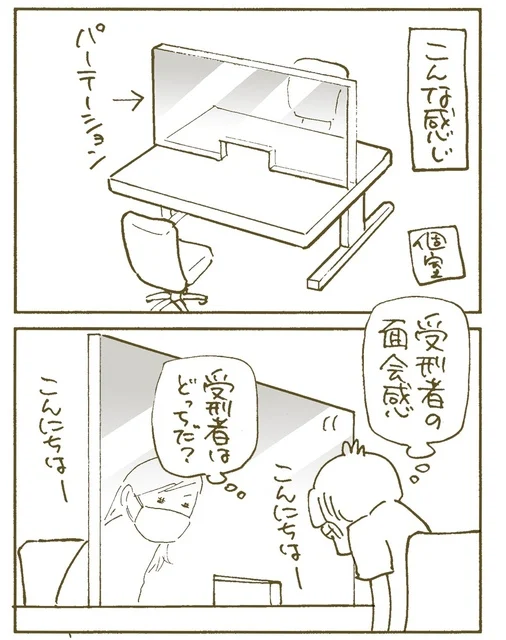 こんな感じ
パーテーション
→
個室
受刑者の
面会感
こんにちはー
受刑者は
どっちだ?
こんにちはー